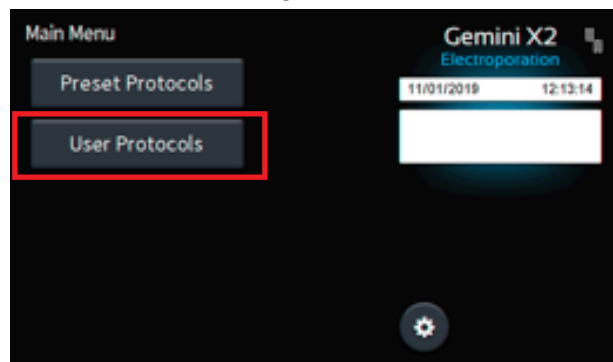 Main Menu
Gemini X2
Electroporation
Preset Protocols
11/01/2019 12:13:14
User Protocols